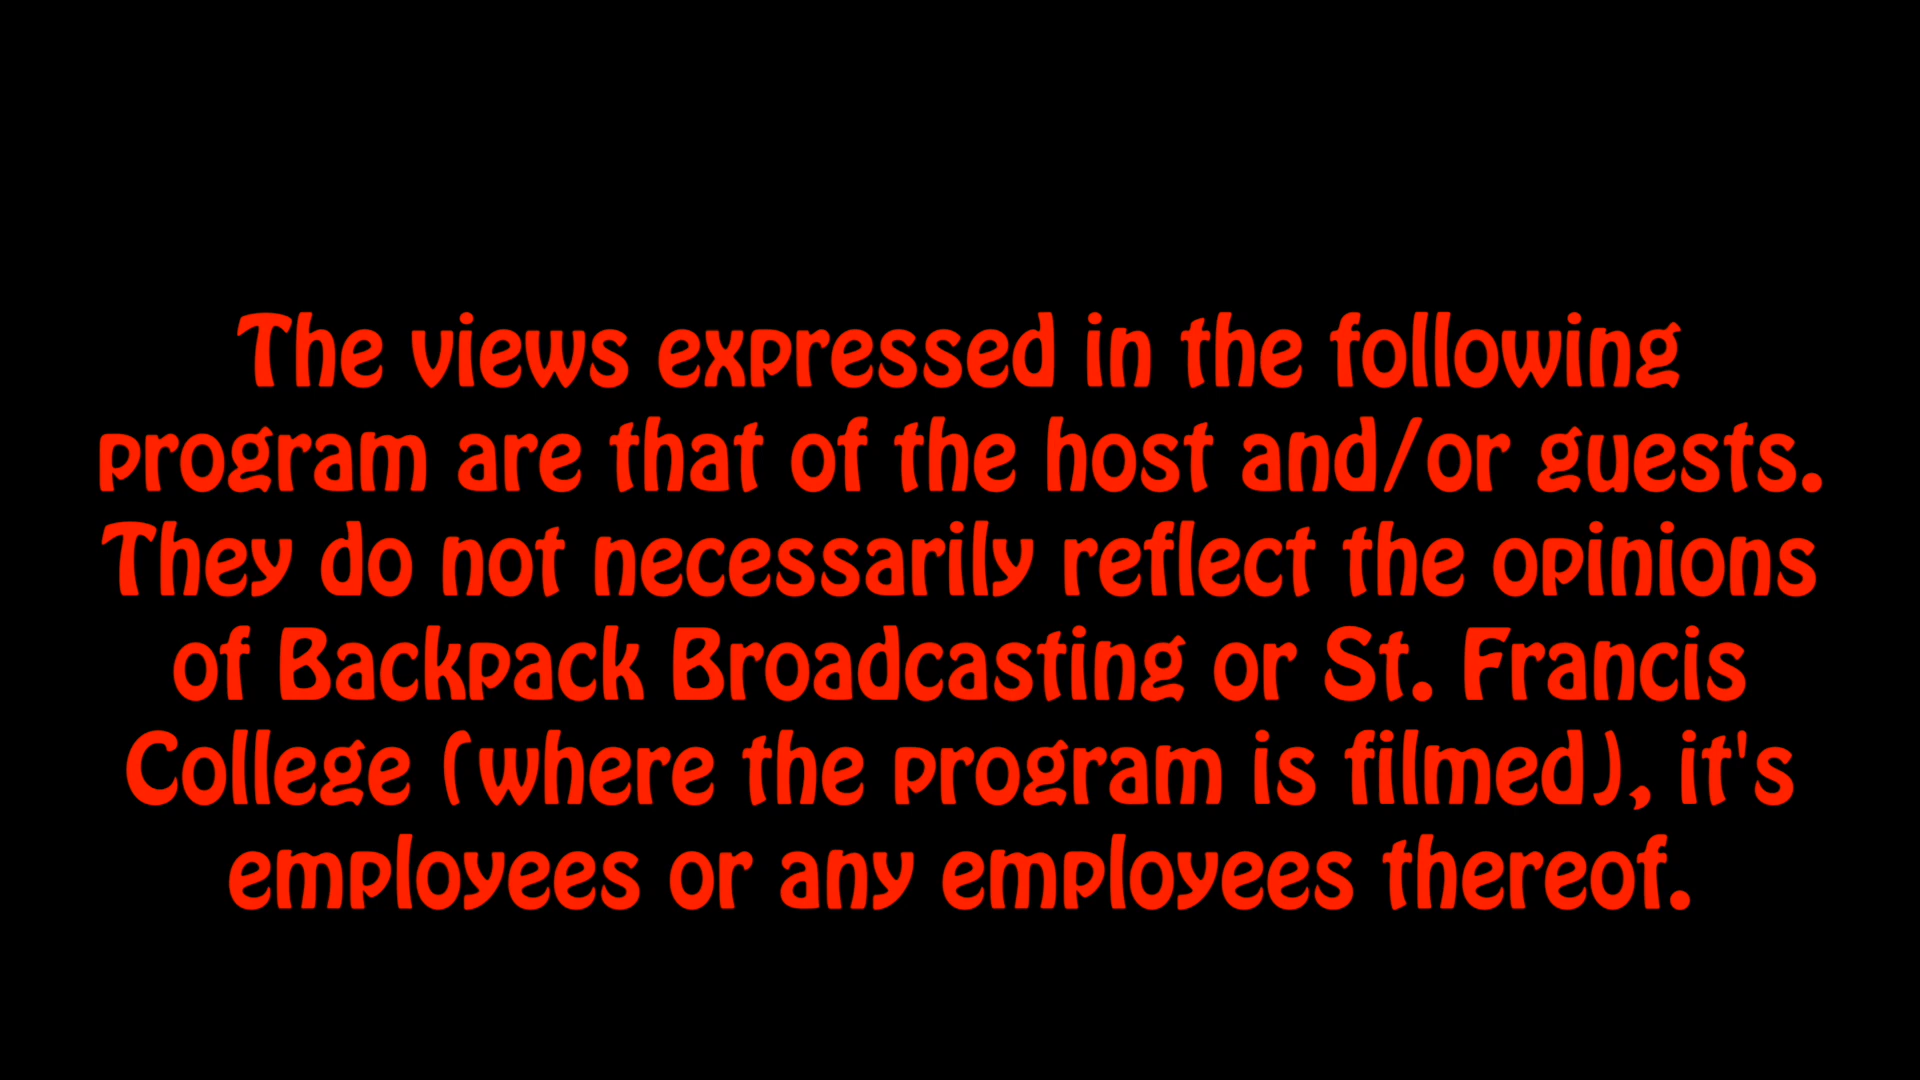 The views expressed in the following
program are that of the host and/or guests.
They do not necessarily reflect the opinions
of Backpack Broadcasting or St. Francis
College (where the program is filmed), it's
employees or any employees thereof.